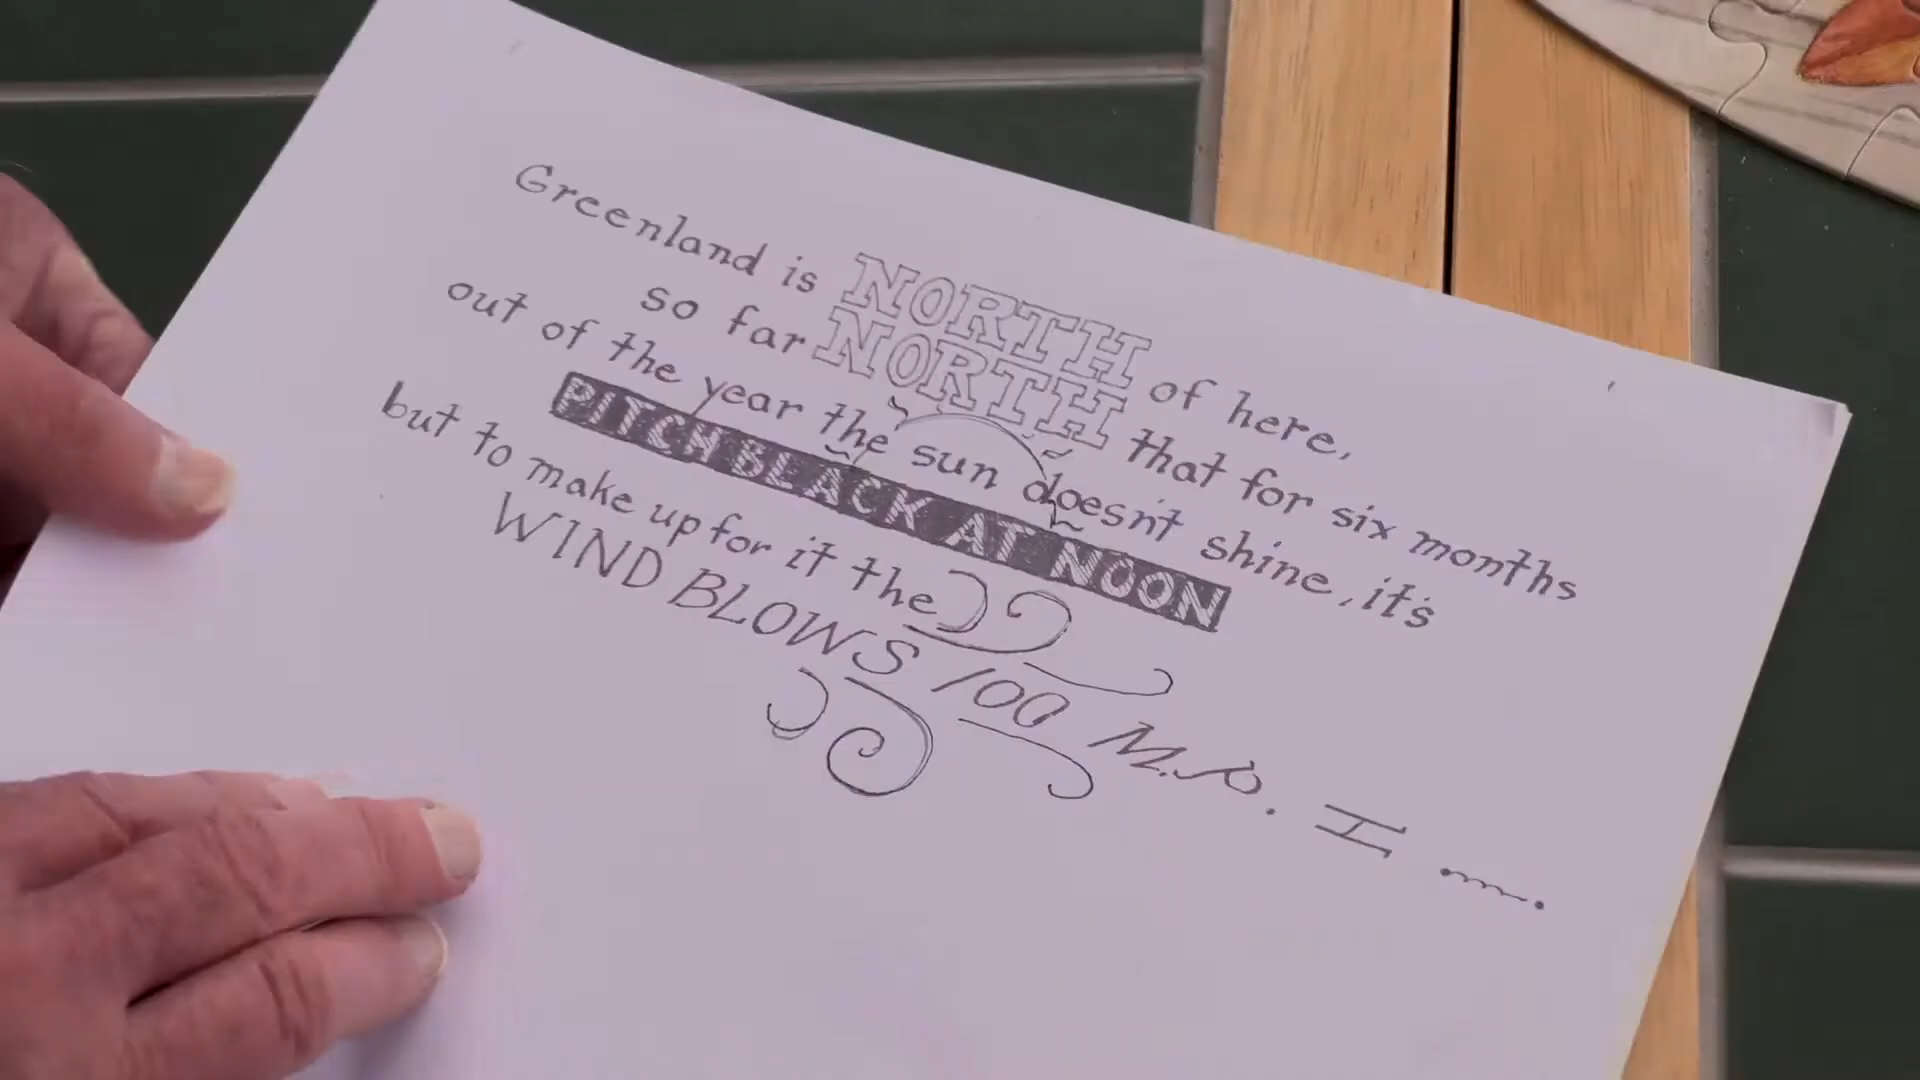 Greenland is NORTH of here,
so far NORTH that for six months
out of the year the sun doesn't shine, it's
PITCH BLACK AT NOON
but to make up for it the
WIND BLOWS 100 M.p. H